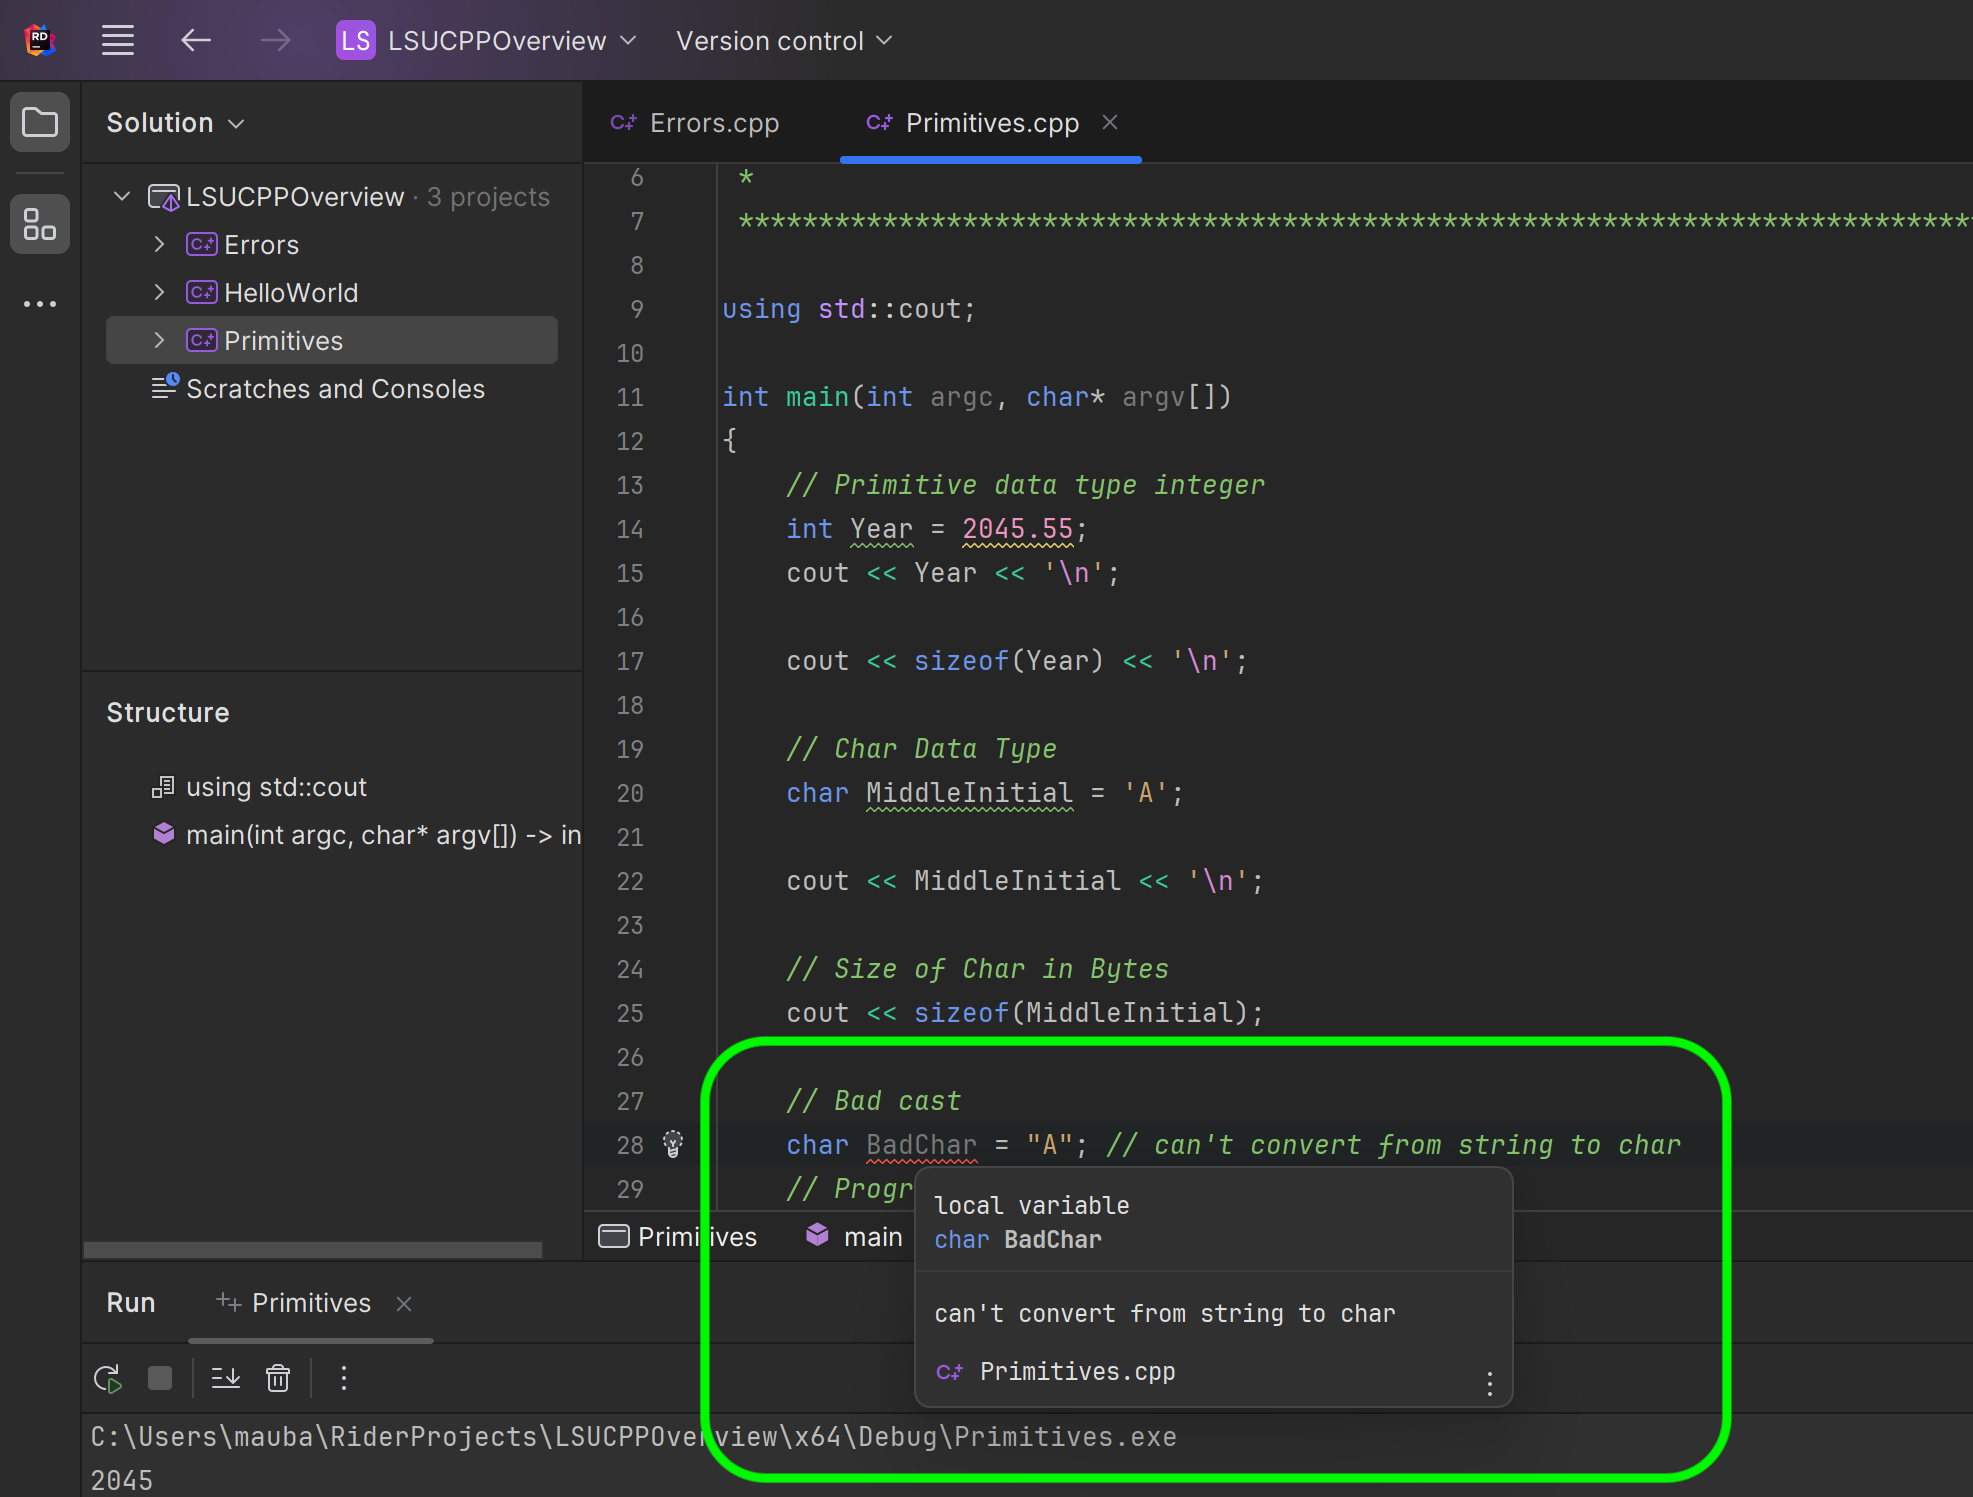 RD
LS LSUCPPOverview Version control
Solution
LSUCPPOverview · 3 projects
C+ Errors
C+ HelloWorld
C+ Primitives
Scratches and Consoles
Structure
using std::cout
main(int argc, char* argv[]) -> in
C+ Errors.cpp C+ Primitives.cpp
6 *
7 *****************************************************************************
8
9 using std::cout;
10
11 int main(int argc, char* argv[])
12 {
13 // Primitive data type integer
14 int Year = 2045.55;
15 cout << Year << '\n';
16
17 cout << sizeof(Year) << '\n';
18
19 // Char Data Type
20 char MiddleInitial = 'A';
21
22 cout << MiddleInitial << '\n';
23
24 // Size of Char in Bytes
25 cout << sizeof(MiddleInitial);
26
27 // Bad cast
28 char BadChar = "A"; // can't convert from string to char
29 // Progr
Primitives main
local variable
char BadChar
can't convert from string to char
C+ Primitives.cpp
Run Primitives
C:\Users\mauba\RiderProjects\LSUCPPOverview\x64\Debug\Primitives.exe
2045